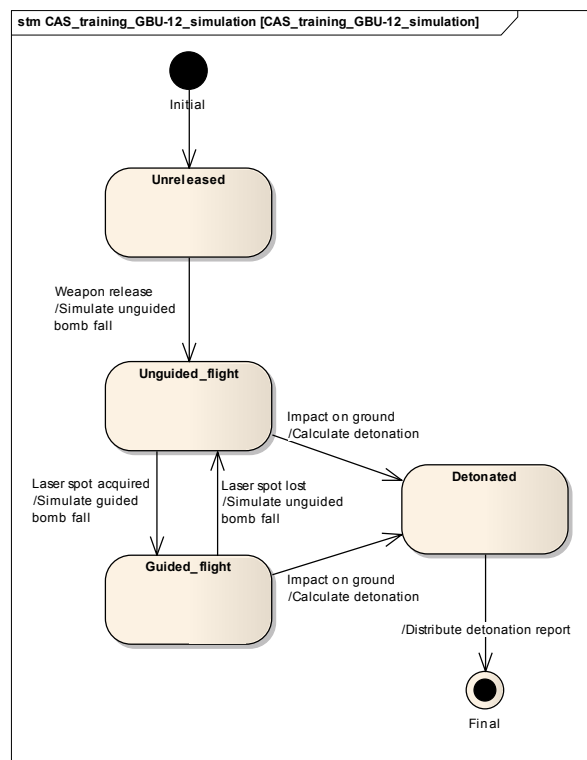 stm CAS_training_GBU-12_simulation [CAS_training_GBU-12_simulation]
Initial
Unreleased
Weapon release
/Simulate unguided
bomb fall
Unguided_flight
Impact on ground
/Calculate detonation
Laser spot acquired
/Simulate guided
bomb fall
Laser spot lost
/Simulate unguided
bomb fall
Detonated
Guided_flight
Impact on ground
/Calculate detonation
/Distribute detonation report
Final